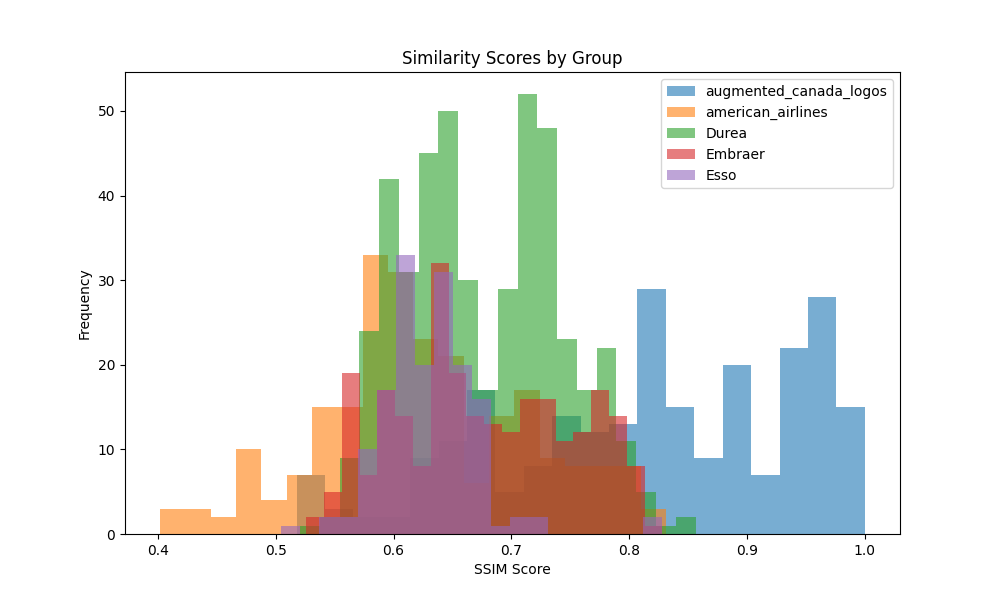 Similarity Scores by Group
augmented_canada_logos
american_airlines
Durea
Embraer
Esso
Frequency
50
40
30
20
10
0
0.4 0.5 0.6 0.7 0.8 0.9 1.0
SSIM Score